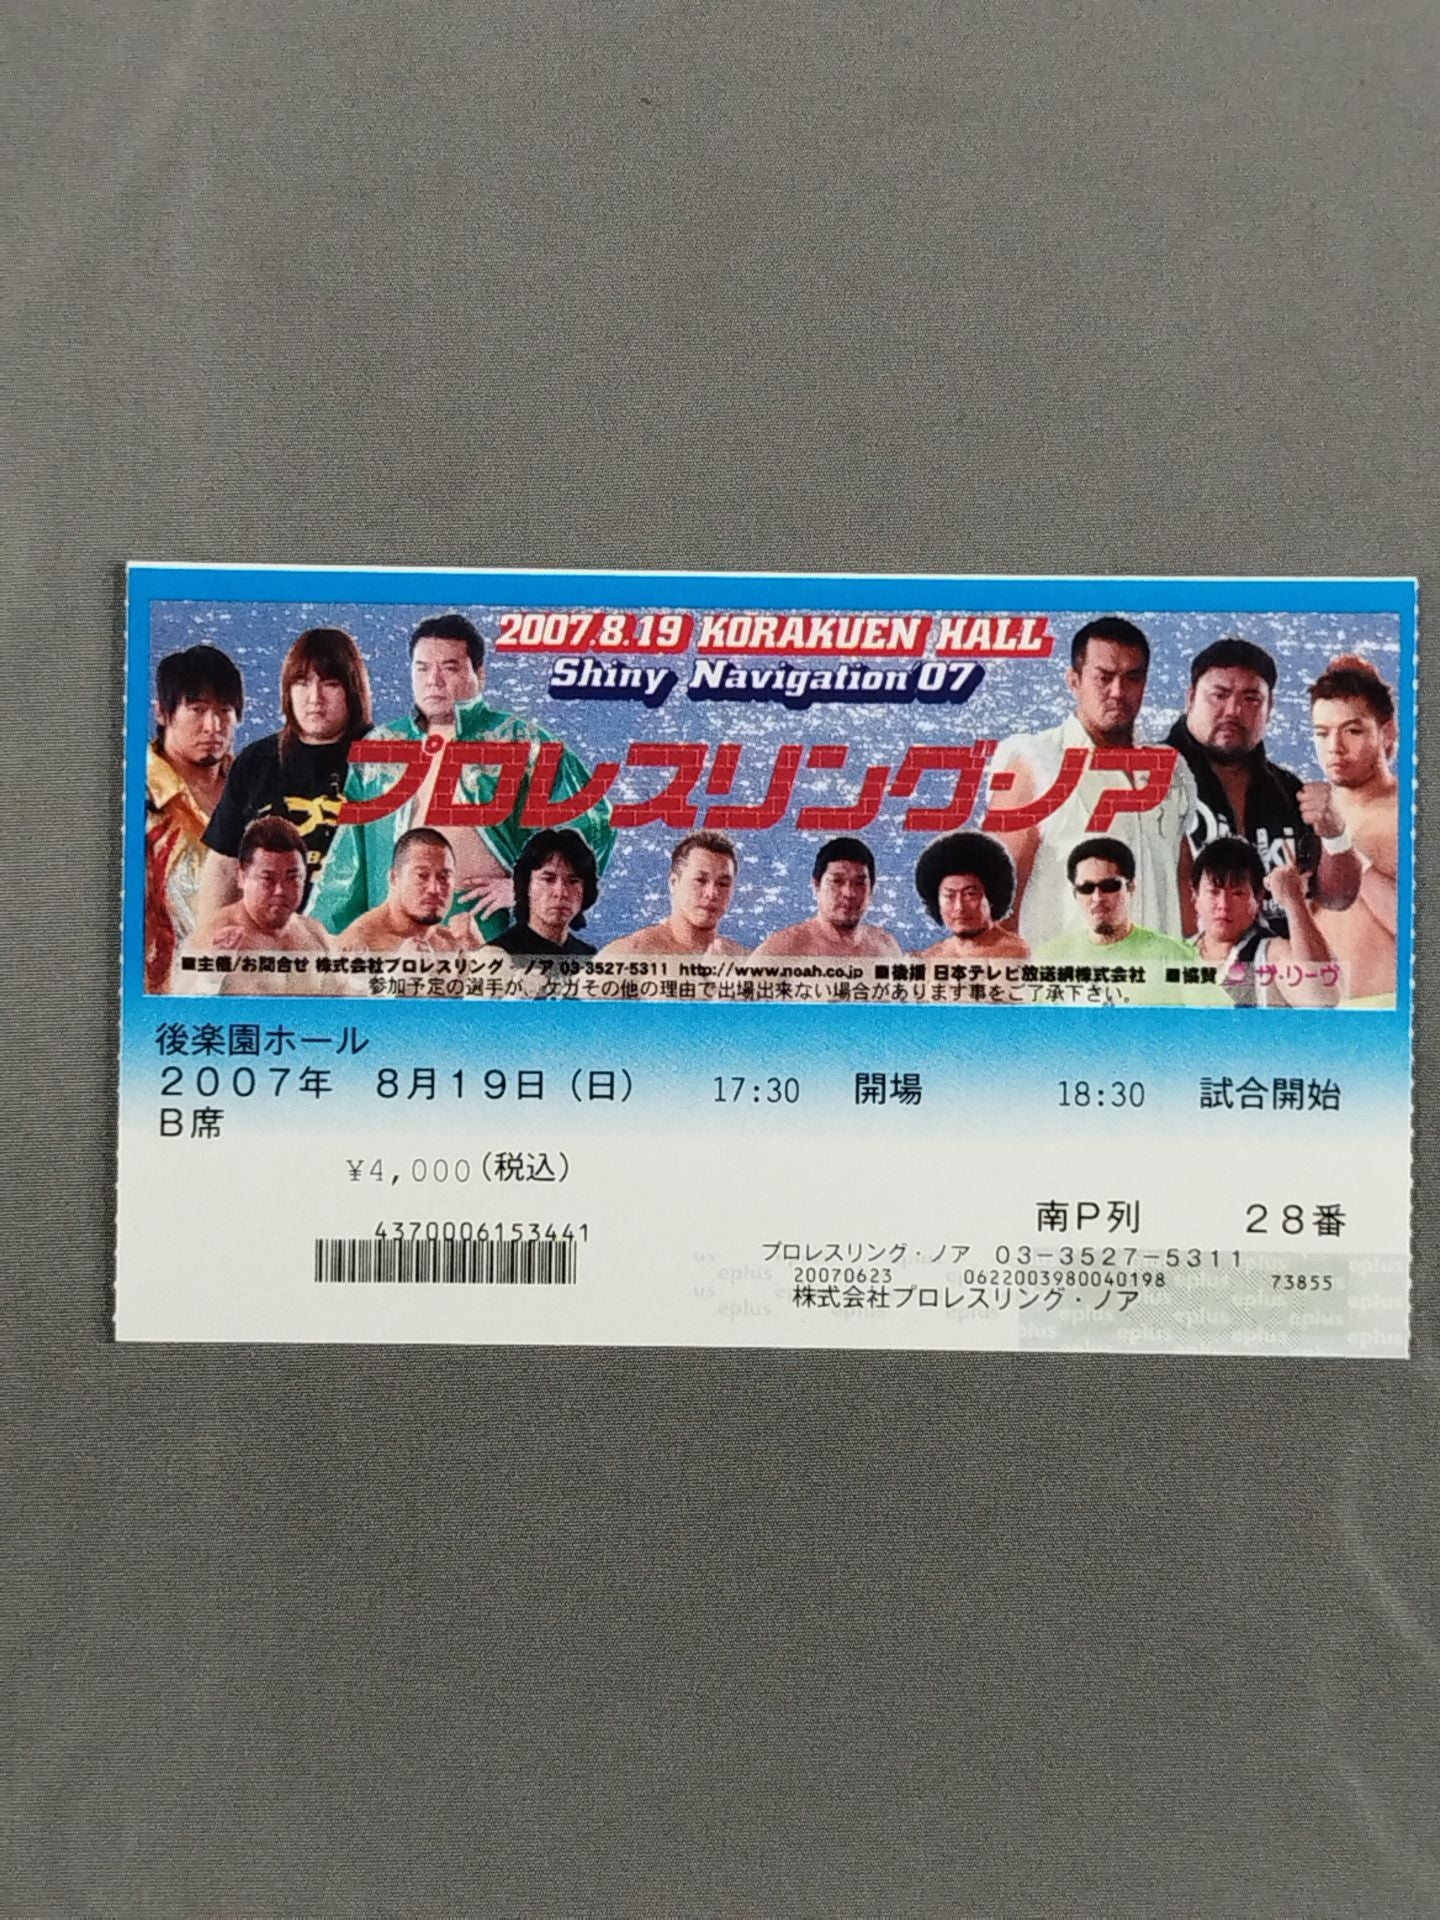 2007.8.19 KORAKUEN HALL
Shiny Navigation'07
プロレスリング・ノア
■主催/お問合せ 株式会社プロレスリング・ノア 03-3527-5311 http://www.noah.co.jp ■後援 日本テレビ放送網株式会社 ■協賛 ザ・リーヴ
参加予定の選手が、ケガその他の理由で出場出来ない場合があります事をご了承下さい。
後楽園ホール
2007年 8月19日(日) 17:30 開場 18:30 試合開始
B席
¥4,000(税込)
南P列 28番
4370006153441
プロレスリング・ノア 03-3527-5311
20070623 0622003980040198 73855
株式会社プロレスリング・ノア
eplus eplus eplus eplus